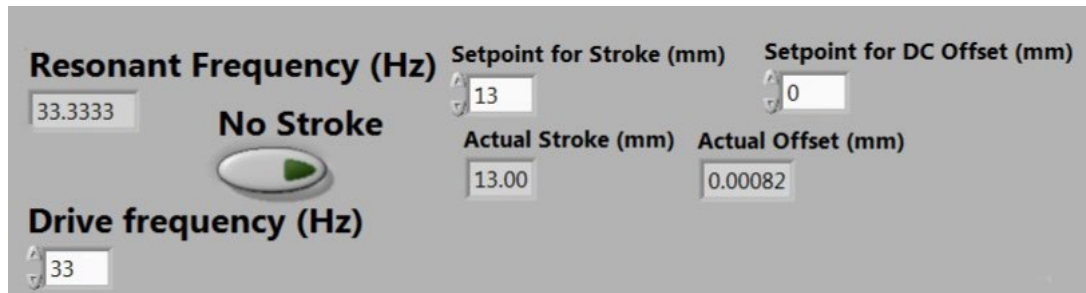 Resonant Frequency (Hz)
33.3333
No Stroke
Drive frequency (Hz)
33
Setpoint for Stroke (mm)
13
Actual Stroke (mm)
13.00
Setpoint for DC Offset (mm)
0
Actual Offset (mm)
0.00082